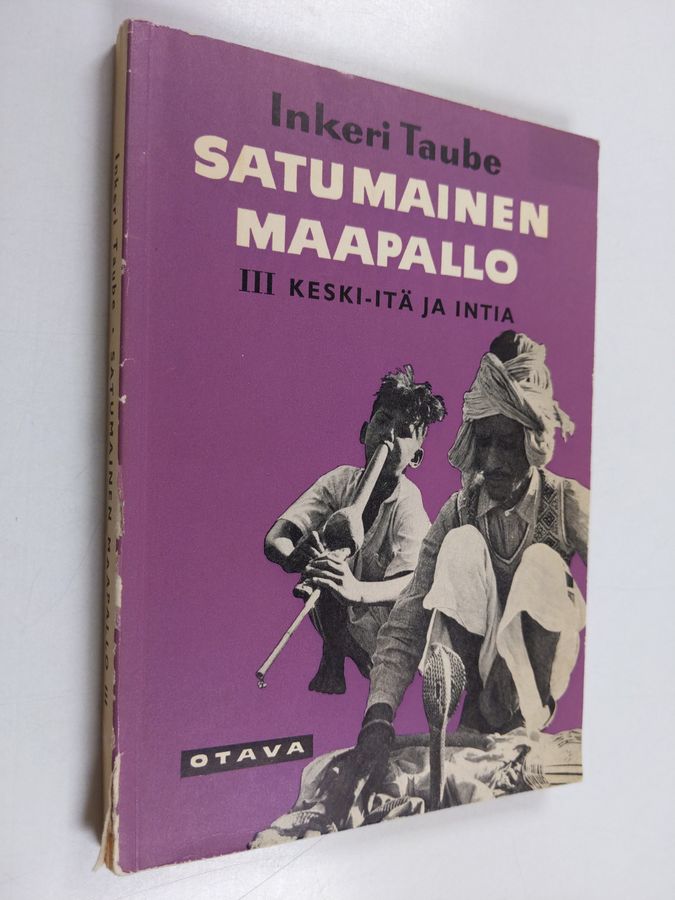 Inkeri Taube
SATUMAINEN
MAAPALLO
III KESKI-ITÄ JA INTIA
OTAVA
Inkeri Taube • SATUMAINEN MAAPALLO III